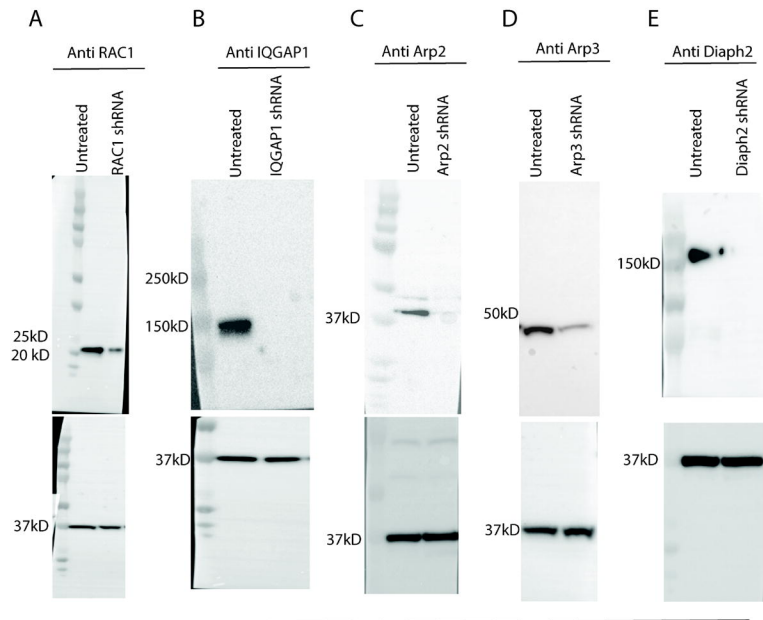 A
Anti RAC1
Untreated
RAC1 shRNA
25kD
20 kD
37kD
B
Anti IQGAP1
Untreated
IQGAP1 shRNA
250kD
150kD
37kD
C
Anti Arp2
Untreated
Arp2 shRNA
37kD
37kD
D
Anti Arp3
Untreated
Arp3 shRNA
50kD
37kD
E
Anti Diaph2
Untreated
Diaph2 shRNA
150kD
37kD